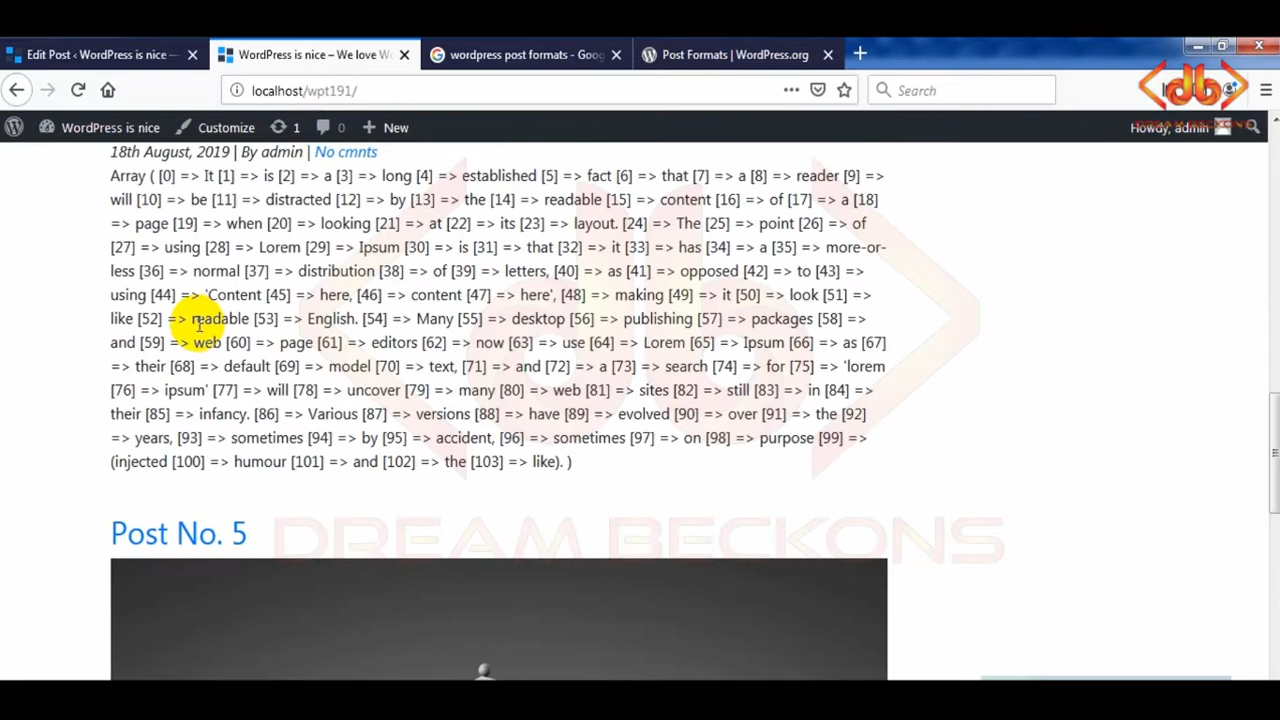 Edit Post ‹ WordPress is nice —
WordPress is nice – We love Wo
wordpress post formats - Goog
Post Formats | WordPress.org
localhost/wpt191/
Search
DREAM BECKONS
WordPress is nice
Customize
1
0
New
Howdy, admin
18th August, 2019 | By admin | No cmnts
Array ( [0] => It [1] => is [2] => a [3] => long [4] => established [5] => fact [6] => that [7] => a [8] => reader [9] =>
will [10] => be [11] => distracted [12] => by [13] => the [14] => readable [15] => content [16] => of [17] => a [18]
=> page [19] => when [20] => looking [21] => at [22] => its [23] => layout. [24] => The [25] => point [26] => of
[27] => using [28] => Lorem [29] => Ipsum [30] => is [31] => that [32] => it [33] => has [34] => a [35] => more-or-
less [36] => normal [37] => distribution [38] => of [39] => letters, [40] => as [41] => opposed [42] => to [43] =>
using [44] => 'Content [45] => here, [46] => content [47] => here', [48] => making [49] => it [50] => look [51] =>
like [52] => readable [53] => English. [54] => Many [55] => desktop [56] => publishing [57] => packages [58] =>
and [59] => web [60] => page [61] => editors [62] => now [63] => use [64] => Lorem [65] => Ipsum [66] => as [67]
=> their [68] => default [69] => model [70] => text, [71] => and [72] => a [73] => search [74] => for [75] => 'lorem
[76] => ipsum' [77] => will [78] => uncover [79] => many [80] => web [81] => sites [82] => still [83] => in [84] =>
their [85] => infancy. [86] => Various [87] => versions [88] => have [89] => evolved [90] => over [91] => the [92]
=> years, [93] => sometimes [94] => by [95] => accident, [96] => sometimes [97] => on [98] => purpose [99] =>
(injected [100] => humour [101] => and [102] => the [103] => like). )
Post No. 5
DREAM BECKONS